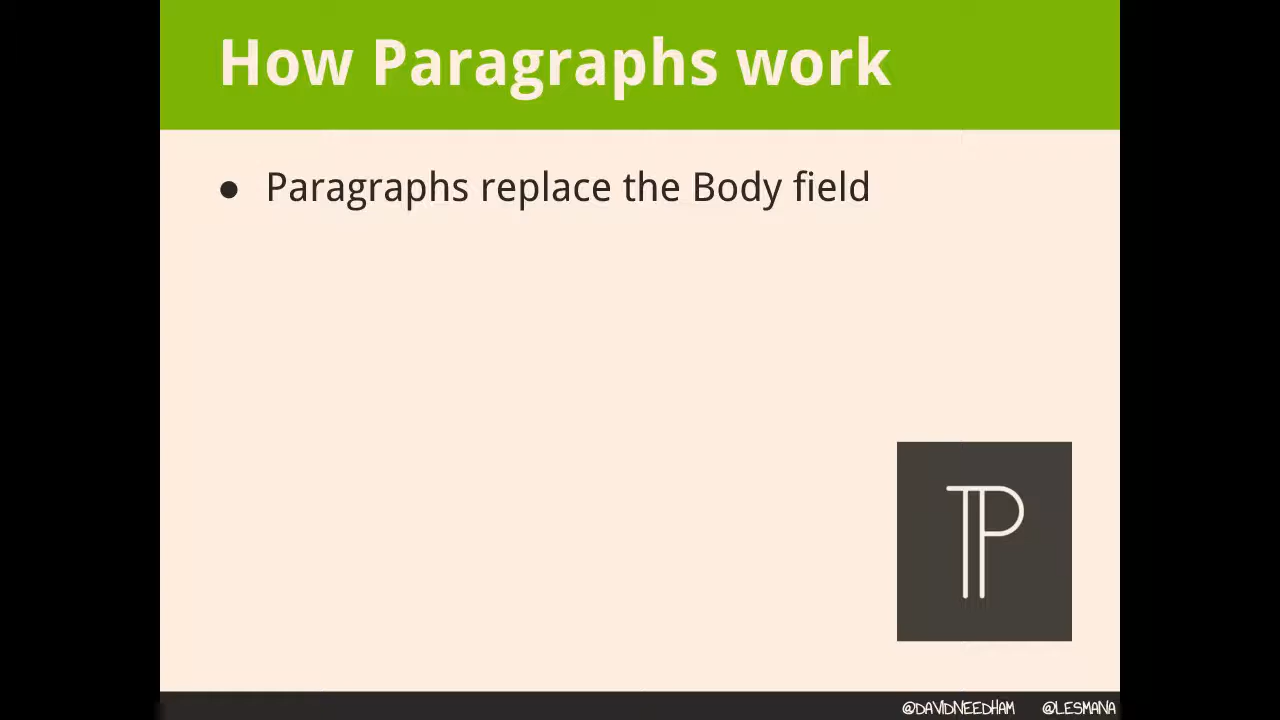 How Paragraphs work
● Paragraphs replace the Body field
@DAVIDNEEDHAM @LESMANA